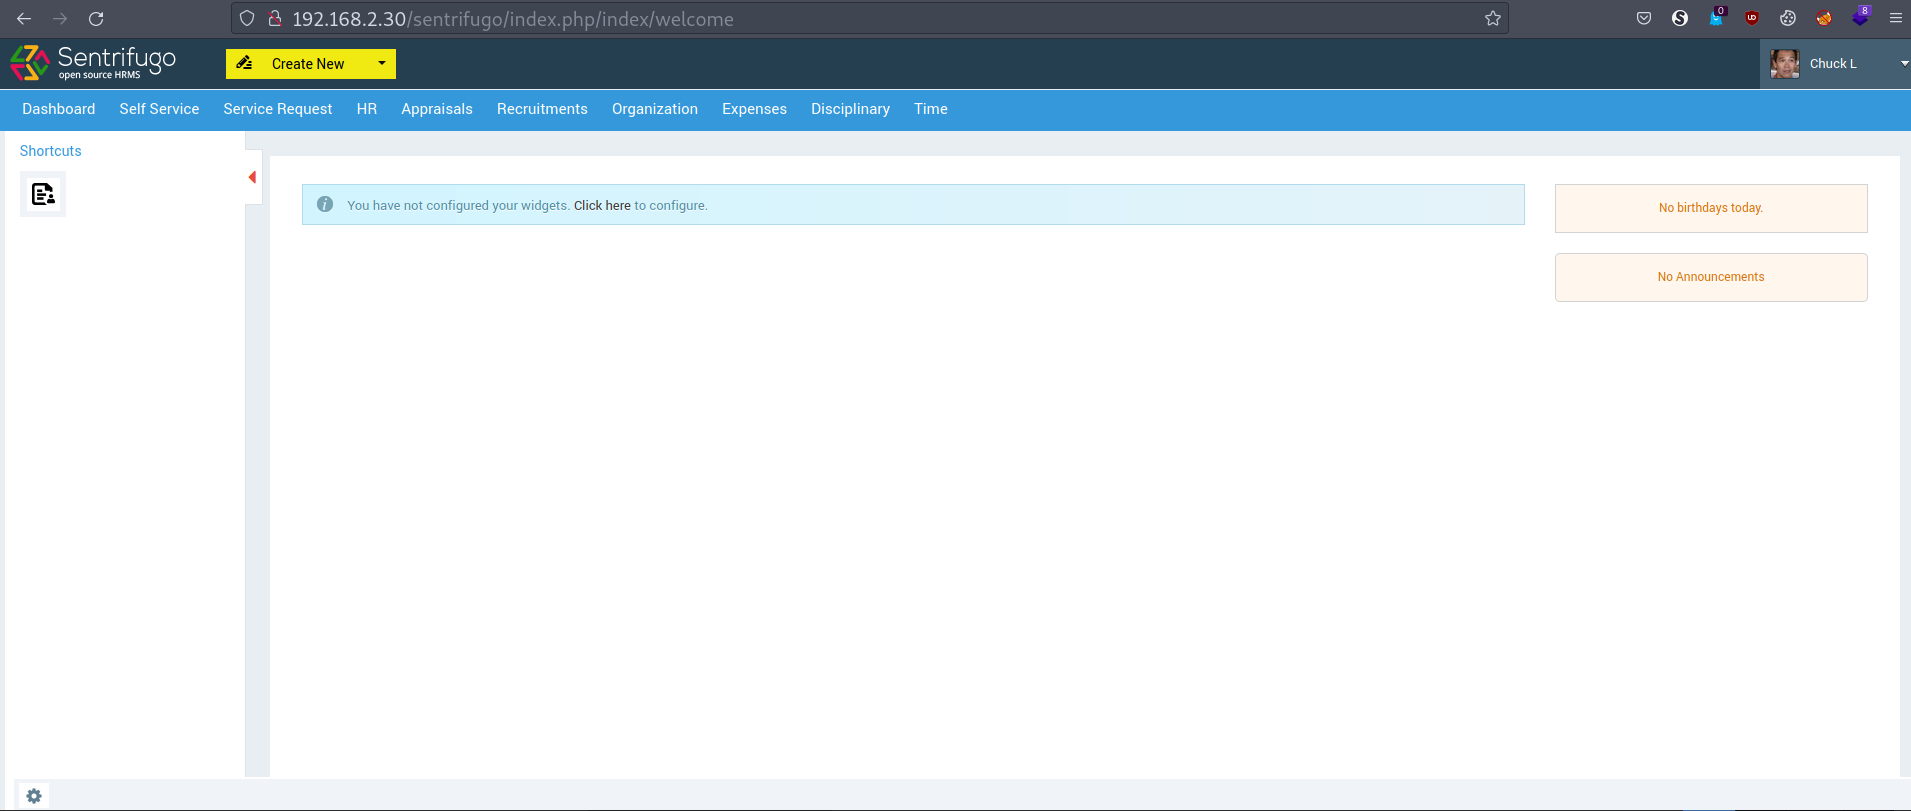 192.168.2.30/sentrifugo/index.php/index/welcome
0
UD
8
Sentrifugo
open source HRMS
Create New
Chuck L
Dashboard Self Service Service Request HR Appraisals Recruitments Organization Expenses Disciplinary Time
Shortcuts
You have not configured your widgets. Click here to configure.
No birthdays today.
No Announcements